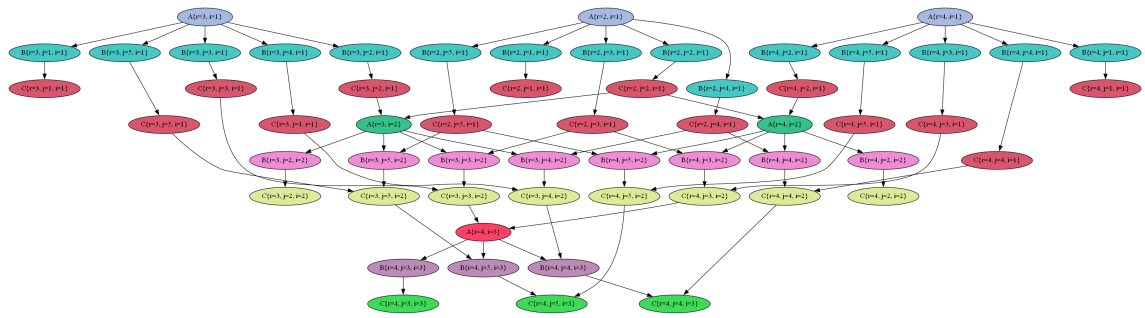 A{r=3, i=1}
A{r=2, i=1}
A{r=4, i=1}
B{r=3, j=1, i=1}
B{r=3, j=5, i=1}
B{r=3, j=3, i=1}
B{r=3, j=4, i=1}
B{r=3, j=2, i=1}
B{r=2, j=5, i=1}
B{r=2, j=1, i=1}
B{r=2, j=3, i=1}
B{r=2, j=2, i=1}
B{r=4, j=2, i=1}
B{r=4, j=5, i=1}
B{r=4, j=3, i=1}
B{r=4, j=4, i=1}
B{r=4, j=1, i=1}
C{r=3, j=1, i=1}
C{r=3, j=3, i=1}
C{r=3, j=2, i=1}
C{r=2, j=1, i=1}
C{r=2, j=2, i=1}
B{r=2, j=4, i=1}
C{r=4, j=2, i=1}
C{r=4, j=1, i=1}
C{r=3, j=5, i=1}
C{r=3, j=4, i=1}
A{r=3, i=2}
C{r=2, j=5, i=1}
C{r=2, j=3, i=1}
C{r=2, j=4, i=1}
A{r=4, i=2}
C{r=4, j=5, i=1}
C{r=4, j=3, i=1}
B{r=3, j=2, i=2}
B{r=3, j=5, i=2}
B{r=3, j=3, i=2}
B{r=3, j=4, i=2}
B{r=4, j=5, i=2}
B{r=4, j=3, i=2}
B{r=4, j=4, i=2}
B{r=4, j=2, i=2}
C{r=4, j=4, i=1}
C{r=3, j=2, i=2}
C{r=3, j=5, i=2}
C{r=3, j=3, i=2}
C{r=3, j=4, i=2}
C{r=4, j=5, i=2}
C{r=4, j=3, i=2}
C{r=4, j=4, i=2}
C{r=4, j=2, i=2}
A{r=4, i=3}
B{r=4, j=3, i=3}
B{r=4, j=5, i=3}
B{r=4, j=4, i=3}
C{r=4, j=3, i=3}
C{r=4, j=5, i=3}
C{r=4, j=4, i=3}